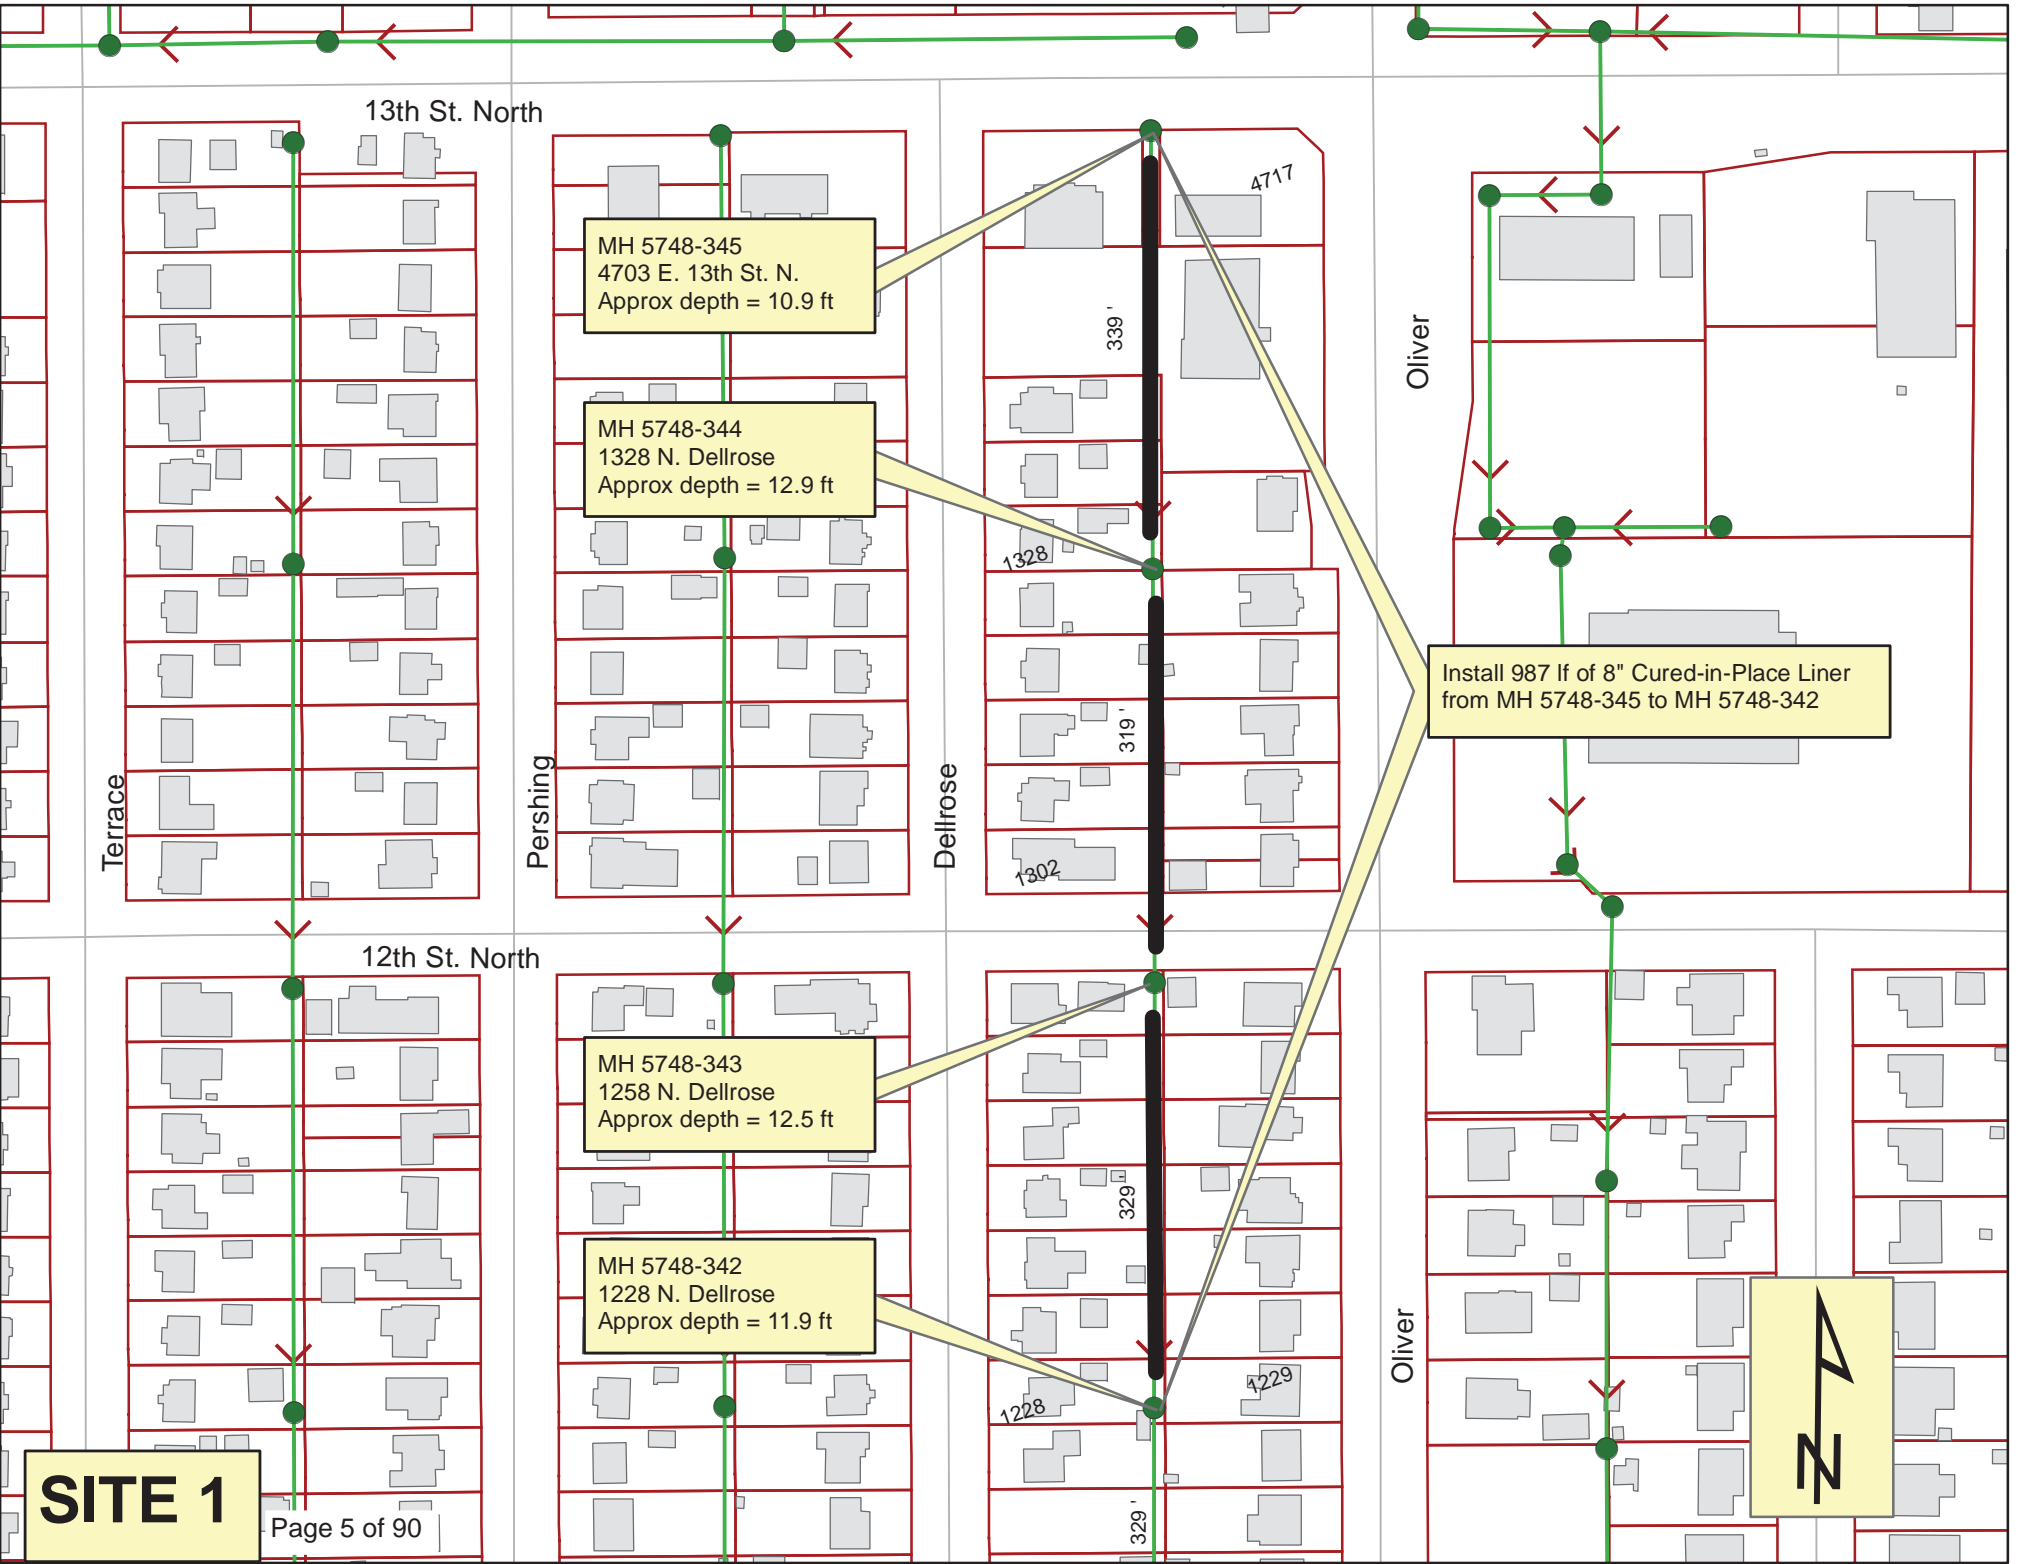 13th St. North
4717
MH 5748-345
4703 E. 13th St. N.
Approx depth = 10.9 ft
339 '
Oliver
MH 5748-344
1328 N. Dellrose
Approx depth = 12.9 ft
1328
Install 987 lf of 8" Cured-in-Place Liner
from MH 5748-345 to MH 5748-342
319 '
Terrace
Pershing
Dellrose
1302
12th St. North
MH 5748-343
1258 N. Dellrose
Approx depth = 12.5 ft
329 '
MH 5748-342
1228 N. Dellrose
Approx depth = 11.9 ft
Oliver
1229
1228
N
SITE 1
Page 5 of 90
329 '